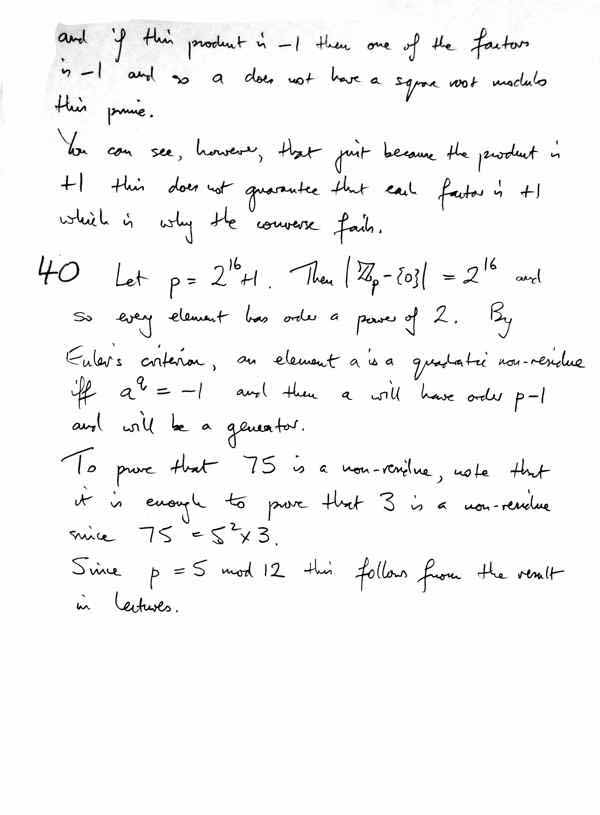 and if this product is -1 then one of the factors
is -1 and so a does not have a square root modulo
this prime.
You can see, however, that just because the product is
+1 this does not guarantee that each factor is +1
which is why the converse fails.
40 Let p = 2^16+1. Then |ℤ_p - {0}| = 2^16 and
so every element has order a power of 2. By
Euler's criterion, an element a is a quadratic non-residue
iff a^q = -1 and then a will have order p-1
and will be a generator.
To prove that 75 is a non-residue, note that
it is enough to prove that 3 is a non-residue
since 75 = 5^2 x 3.
Since p = 5 mod 12 this follows from the result
in lectures.